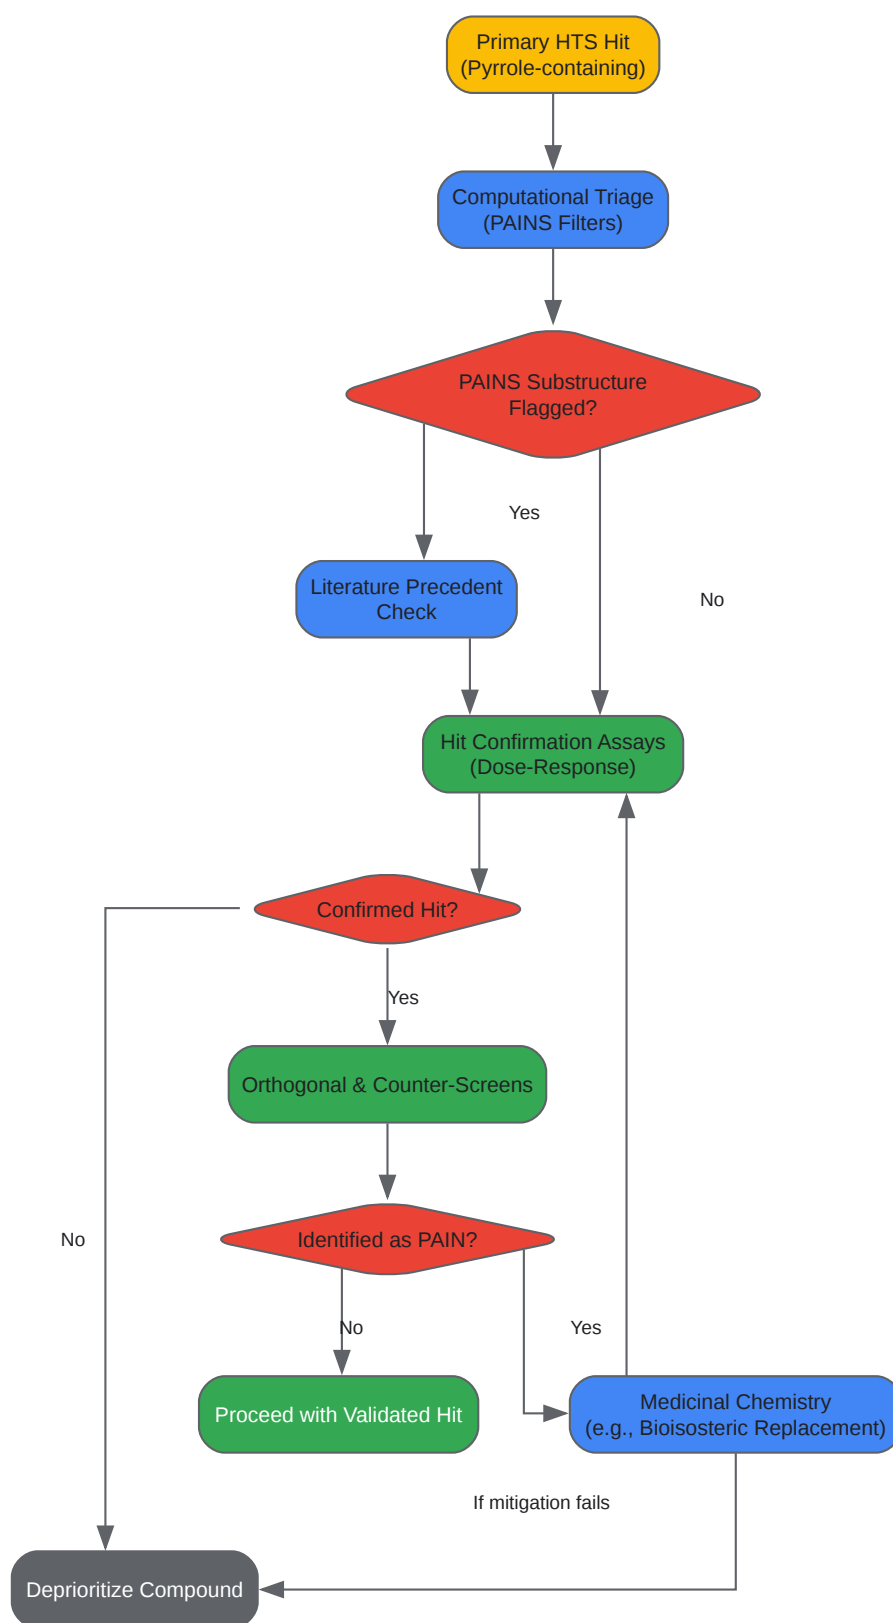 Primary HTS Hit
(Pyrrole-containing)
Computational Triage
(PAINS Filters)
PAINS Substructure
Flagged?
Yes
Literature Precedent
Check
No
Hit Confirmation Assays
(Dose-Response)
Confirmed Hit?
Yes
Orthogonal & Counter-Screens
No
Identified as PAIN?
No
Yes
Proceed with Validated Hit
Medicinal Chemistry
(e.g., Bioisosteric Replacement)
If mitigation fails
Deprioritize Compound